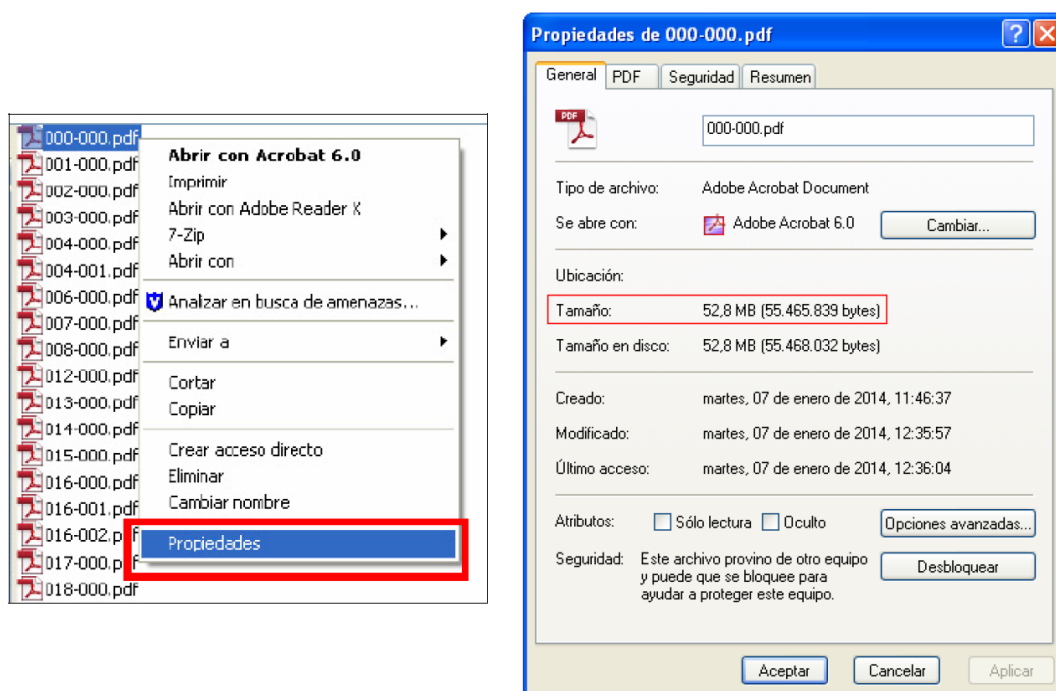 000-000.pdf
001-000.pdf
002-000.pdf
003-000.pdf
004-000.pdf
004-001.pdf
006-000.pdf
007-000.pdf
008-000.pdf
012-000.pdf
013-000.pdf
014-000.pdf
015-000.pdf
016-000.pdf
016-001.pdf
016-002.p f
017-000.p
018-000.pdf
Abrir con Acrobat 6.0
Imprimir
Abrir con Adobe Reader X
7-Zip
Abrir con
Analizar en busca de amenazas...
Enviar a
Cortar
Copiar
Crear acceso directo
Eliminar
Cambiar nombre
Propiedades
Propiedades de 000-000.pdf
General PDF Seguridad Resumen
PDF
000-000.pdf
Tipo de archivo: Adobe Acrobat Document
Se abre con: Adobe Acrobat 6.0 Cambiar...
Ubicación:
Tamaño: 52,8 MB (55.465.839 bytes)
Tamaño en disco: 52,8 MB (55.468.032 bytes)
Creado: martes, 07 de enero de 2014, 11:46:37
Modificado: martes, 07 de enero de 2014, 12:35:57
Último acceso: martes, 07 de enero de 2014, 12:36:04
Atributos: Sólo lectura Oculto Opciones avanzadas...
Seguridad: Este archivo provino de otro equipo
y puede que se bloquee para
ayudar a proteger este equipo.
Desbloquear
Aceptar Cancelar Aplicar